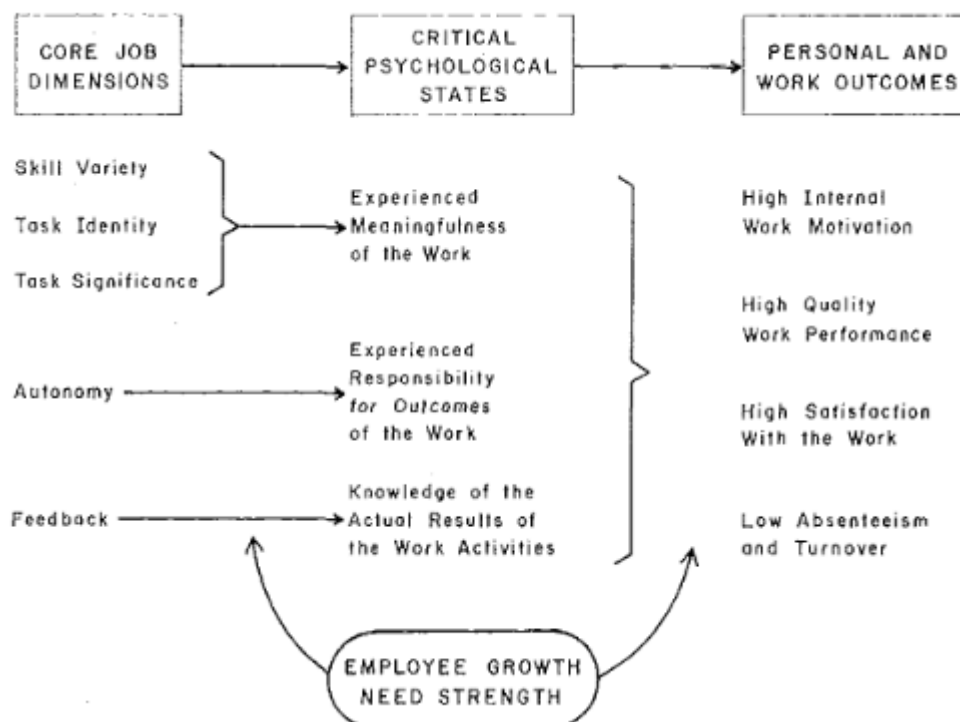 CORE JOB
DIMENSIONS
CRITICAL
PSYCHOLOGICAL
STATES
PERSONAL AND
WORK OUTCOMES
Skill Variety
Task Identity
Task Significance
Experienced
Meaningfulness
of the Work
High Internal
Work Motivation
High Quality
Work Performance
Autonomy
Experienced
Responsibility
for Outcomes
of the Work
High Satisfaction
With the Work
Feedback
Knowledge of the
Actual Results of
the Work Activities
Low Absenteeism
and Turnover
EMPLOYEE GROWTH
NEED STRENGTH